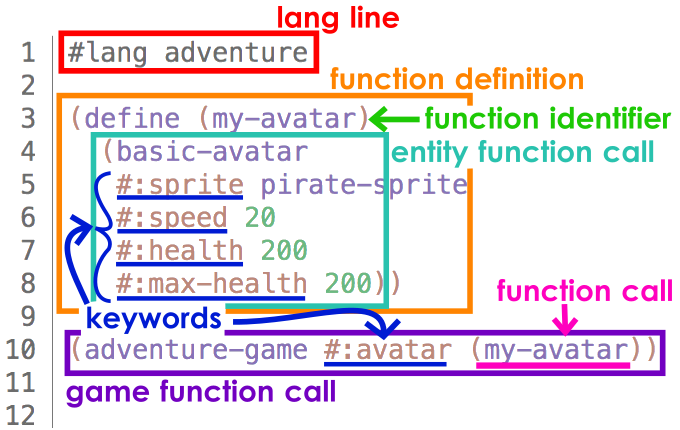 lang line
1 #lang adventure
2
function definition
3 (define (my-avatar)
function identifier
4 (basic-avatar
entity function call
5 #:sprite pirate-sprite
6 #:speed 20
7 #:health 200
8 #:max-health 200))
function call
9
keywords
10 (adventure-game #:avatar (my-avatar))
11
game function call
12